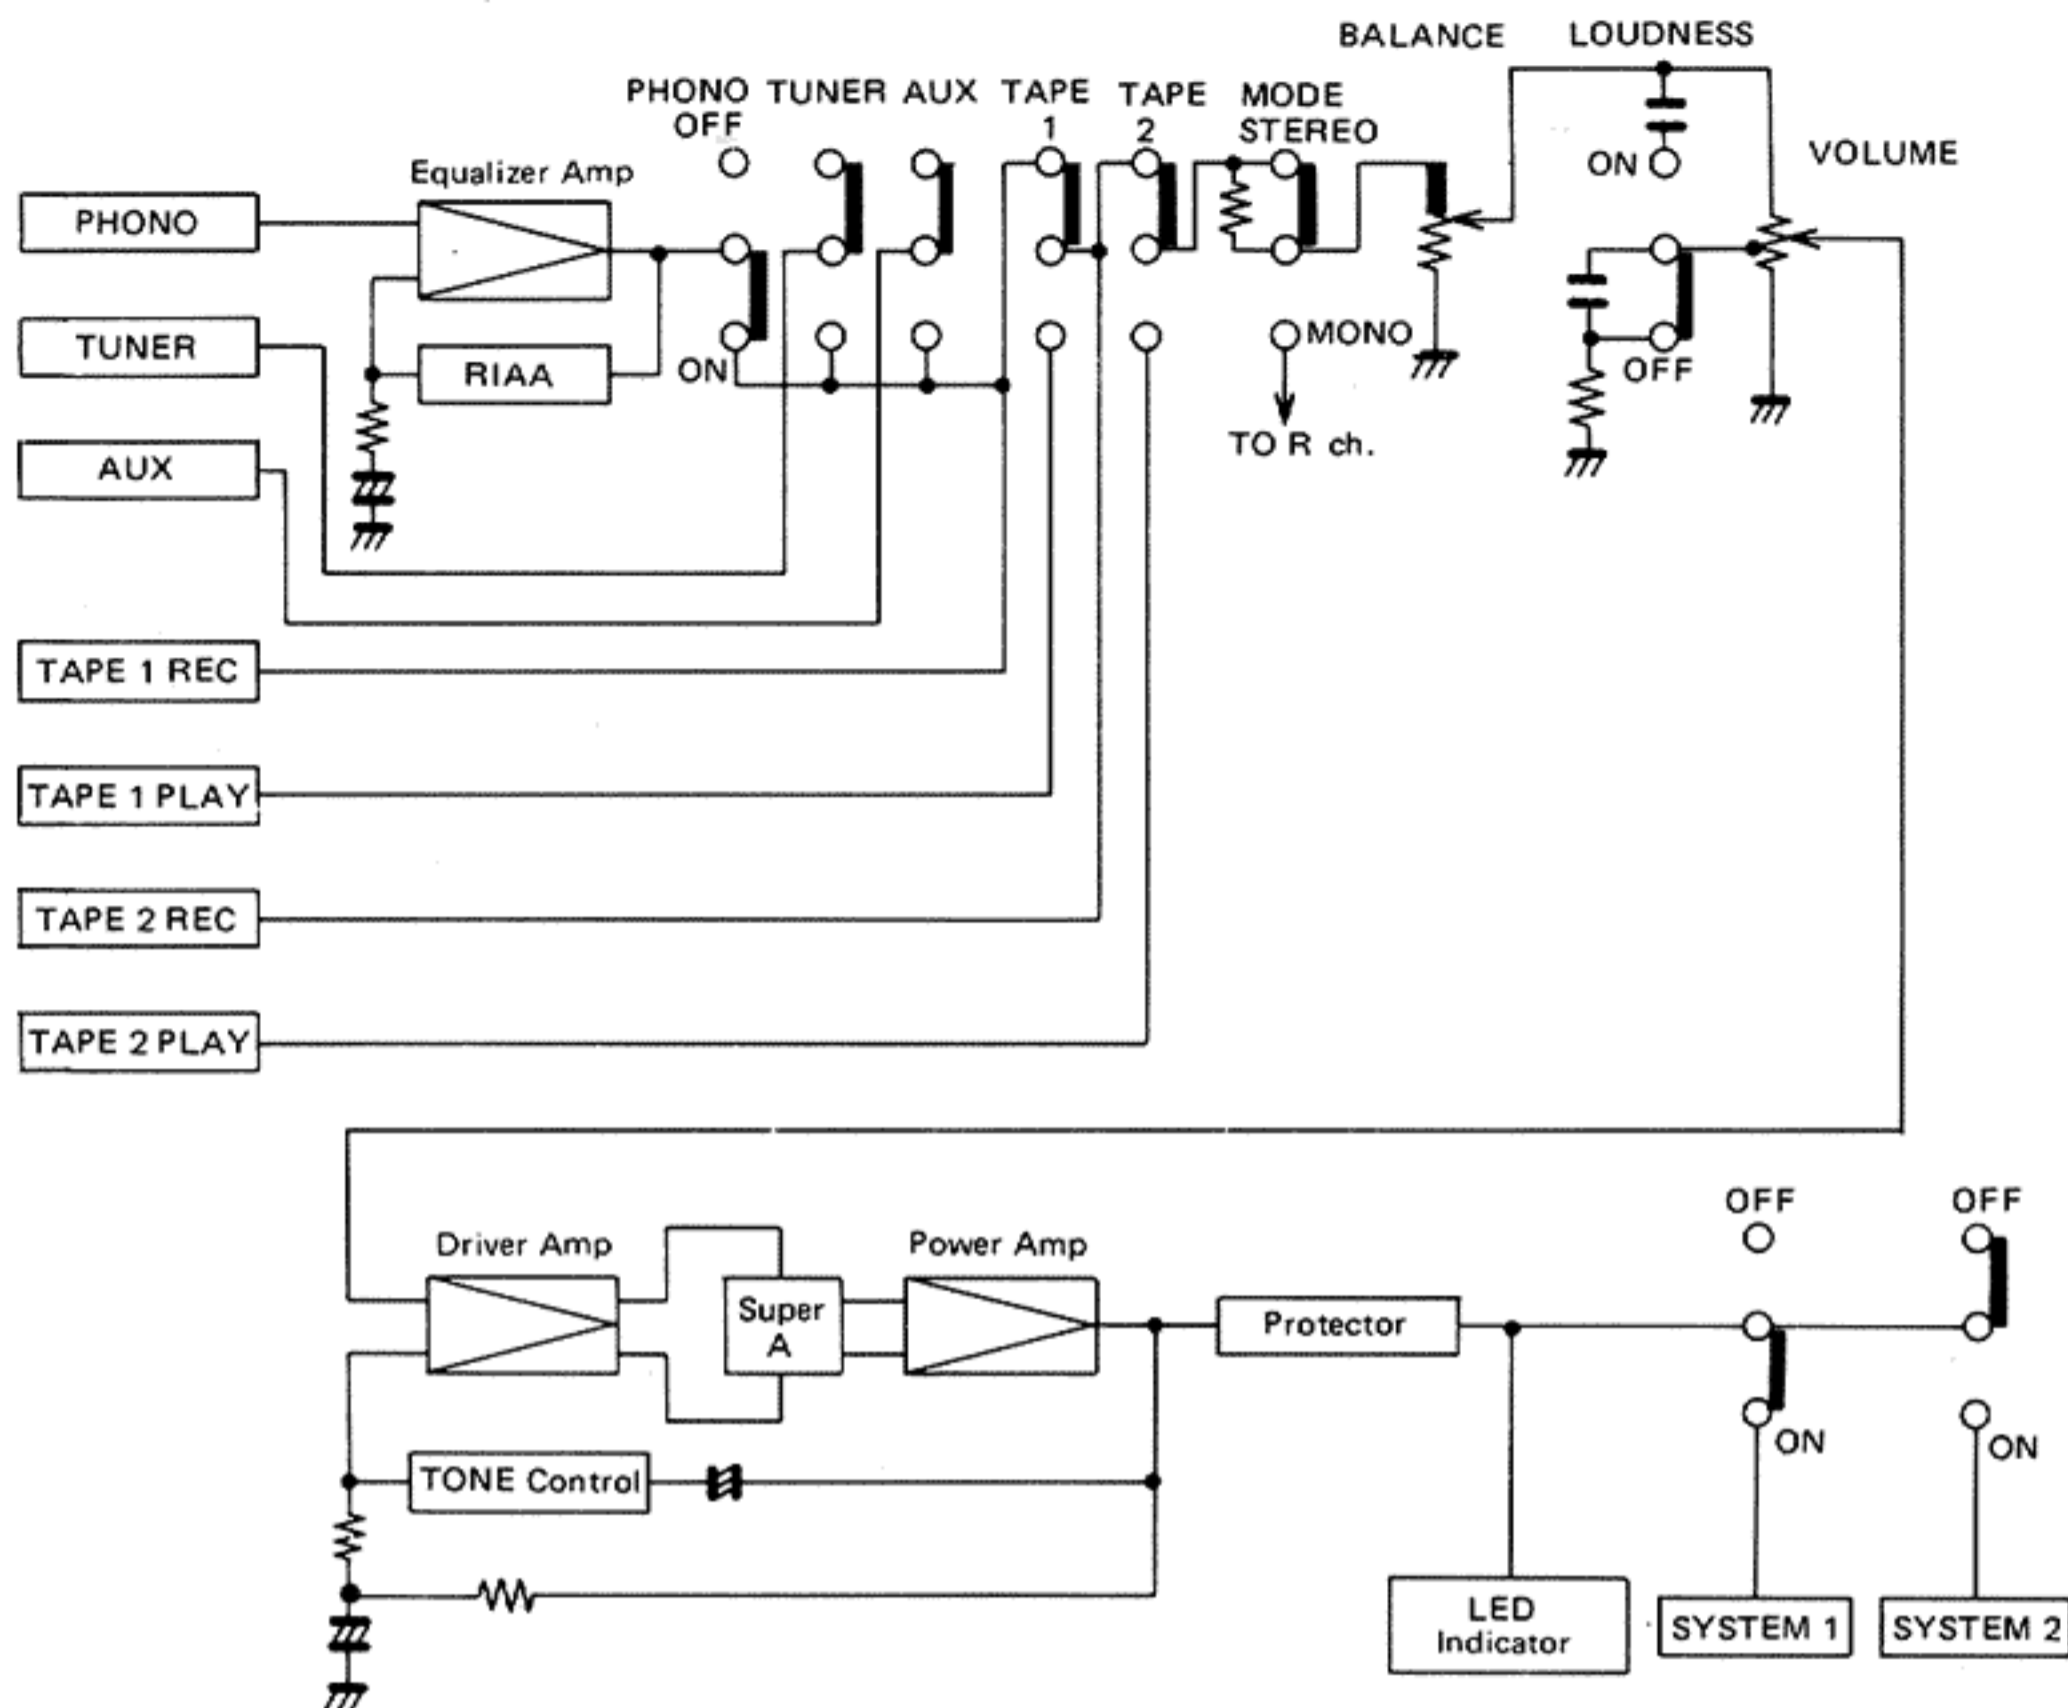 BALANCE LOUDNESS
PHONO TUNER AUX TAPE TAPE MODE
OFF 1 2 STEREO
Equalizer Amp
ON
VOLUME
PHONO
TUNER
RIAA
ON
MONO
OFF
TO R ch.
AUX
TAPE 1 REC
TAPE 1 PLAY
TAPE 2 REC
TAPE 2 PLAY
OFF OFF
Driver Amp
Power Amp
Super
A
Protector
ON
ON
TONE Control
LED
Indicator
SYSTEM 1
SYSTEM 2